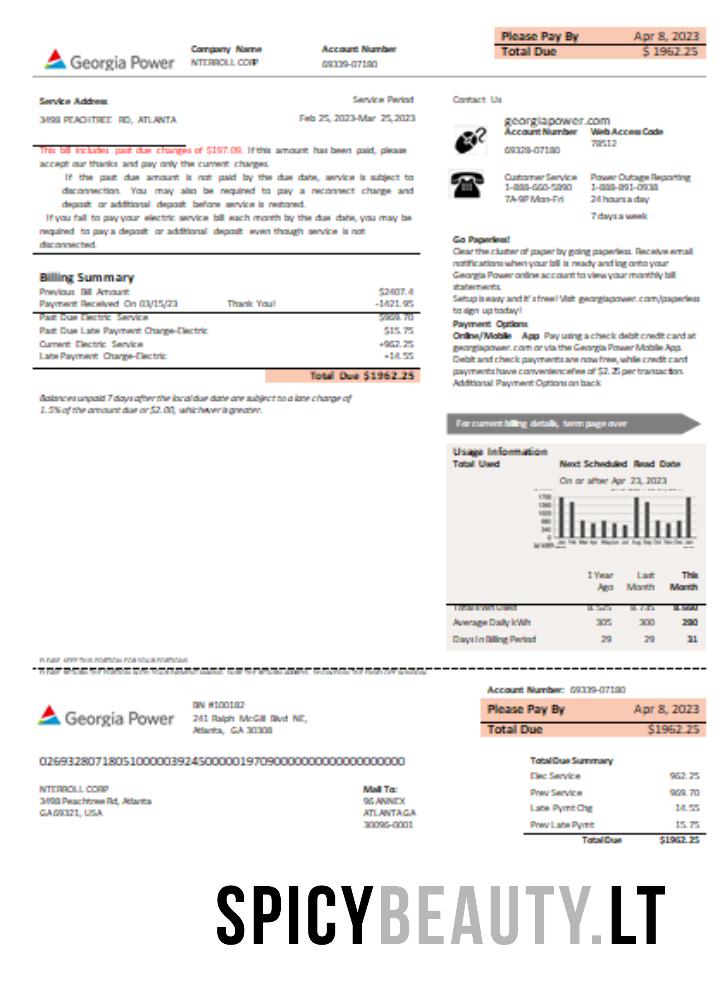 Please Pay By Apr 8, 2023
Total Due $ 1962.25
Georgia Power
Company Name
NTERROLL CORP
Account Number
69339-07180
Service Address
3498 PEACHTREE RD, ATLANTA
Service Period
Feb 25, 2023-Mar 25,2023
This bill includes past due changes of $197.09. If this amount has been paid, please
accept our thanks and pay only the current charges.
If the past due amount is not paid by the due date, service is subject to
disconnection. You may also be required to pay a reconnect charge and
deposit or additional deposit before service is restored.
If you fall to pay your electric service bill each month by the due date, you may be
required to pay a deposit or additional deposit even though service is not
disconnected.
Billing Summary
Previous Bill Amount $2407.4
Payment Received On 03/15/23 Thank You! -1421.95
Past Due Electric Service $969.70
Past Due Late Payment Charge-Electric $15.75
Current Electric Service +962.25
Late Payment Charge-Electric +14.55
Total Due $1962.25
Balances unpaid 7 days after the local due date are subject to a late charge of
1.5% of the amount due or $2.00, whichever is greater.
Contact Us
georgiapower.com
Account Number Web Access Code
69328-07180 78512
Customer Service Power Outage Reporting
1-888-660-5890 1-888-891-0938
7A-9P Mon-Fri 24 hours a day
7 days a week
Go Paperless!
Clear the cluster of paper by going paperless. Receive email
notifications when your bill is ready and log onto your
Georgia Power online account to view your monthly bill
statements.
Setup is easy and it's free! Visit georgiapower.com/paperless
to sign up today!
Payment Options
Online/Mobile App Pay using a check debit credit card at
georgiapower. com or via the Georgia Power Mobile App.
Debit and check payments are now free, while credit card
payments have convenience fee of $2. 25 per transaction.
Additional Payment Options on back
For current billing details, term page over
Usage Information
Total Used Next Scheduled Read Date
On or after Apr 23, 2023
1700
1360
1020
680
340
0
1 Year Ago Last Month This Month
Total kWh Used 8.525 8.735 8.660
Average Daily kWh 305 300 290
Days In Billing Period 29 29 31
Account Number: 69339-07180
Georgia Power
BIN #100182
241 Ralph McGill Blvd NE,
Atlanta, GA 30308
Please Pay By Apr 8, 2023
Total Due $1962.25
NTERROLL CORP
3498 Peachtree Rd, Atlanta
GA 69321, USA
Mail To:
96 ANNEX
ATLANTA GA
30096-0001
Total Due Summary
Elec Service 962.25
Prev Service 969.70
Late Pymt Chg 14.55
Prev Late Pymt 15.75
Total Due $1962.25
SPICYBEAUTY.LT